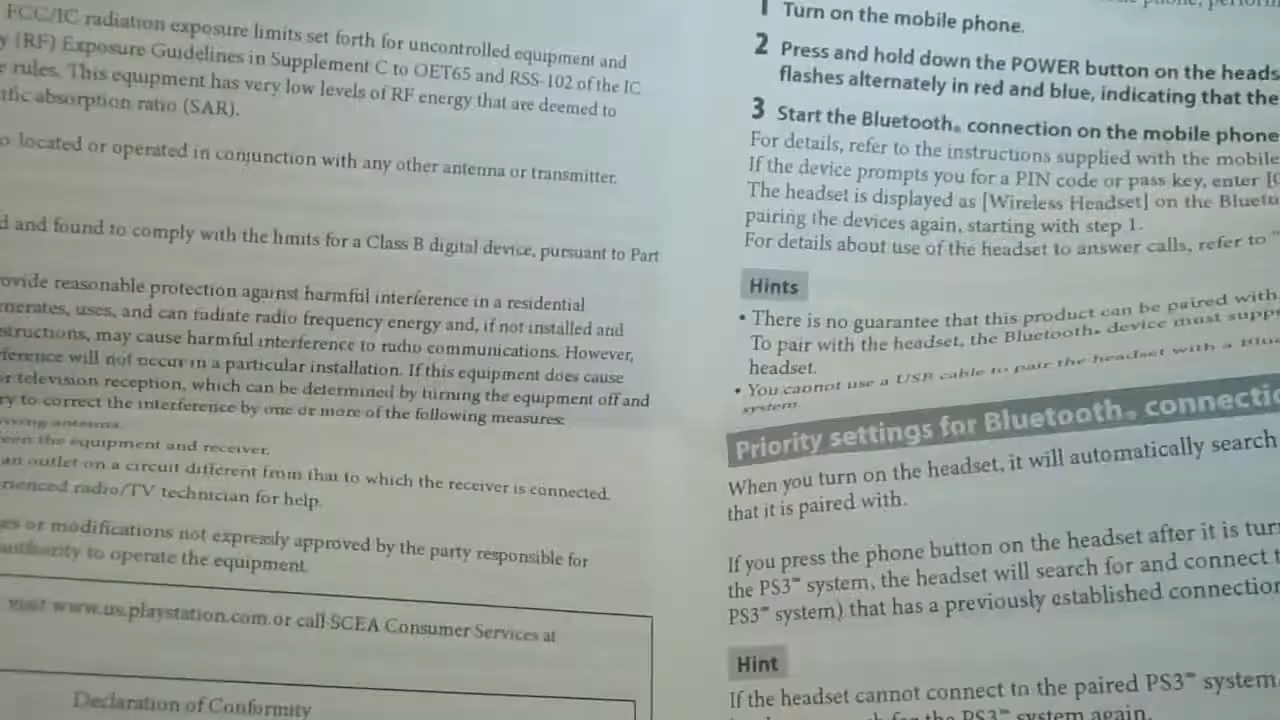 FCC/IC radiation exposure limits set forth for uncontrolled equipment and
(RF) Exposure Guidelines in Supplement C to OET65 and RSS-102 of the IC
rules. This equipment has very low levels of RF energy that are deemed to
absorption ratio (SAR).
located or operated in conjunction with any other antenna or transmitter.
and found to comply with the limits for a Class B digital device, pursuant to Part
reasonable protection against harmful interference in a residential
uses, and can radiate radio frequency energy and, if not installed and
may cause harmful interference to radio communications. However,
will not occur in a particular installation. If this equipment does cause
television reception, which can be determined by turning the equipment off and
to correct the interference by one or more of the following measures:
antenna.
the equipment and receiver.
an outlet on a circuit different from that to which the receiver is connected.
radio/TV technician for help.
or modifications not expressly approved by the party responsible for
authority to operate the equipment.
visit www.us.playstation.com or call SCEA Consumer Services at
Declaration of Conformity
1 Turn on the mobile phone.
2 Press and hold down the POWER button on the heads
flashes alternately in red and blue, indicating that the
3 Start the Bluetooth® connection on the mobile phone
For details, refer to the instructions supplied with the mobile
If the device prompts you for a PIN code or pass key, enter
The headset is displayed as [Wireless Headset] on the
pairing the devices again, starting with step 1.
For details about use of the headset to answer calls, refer to "
Hints
• There is no guarantee that this product can be paired with
To pair with the headset, the Bluetooth® device must
headset.
• You cannot use a USB cable to pair the headset with a
system.
Priority settings for Bluetooth® connectio
When you turn on the headset, it will automatically search
that it is paired with.
If you press the phone button on the headset after it is tur
the PS3™ system, the headset will search for and connect t
PS3™ system) that has a previously established connection
Hint
If the headset cannot connect to the paired PS3™ system
for the PS3™ system again.